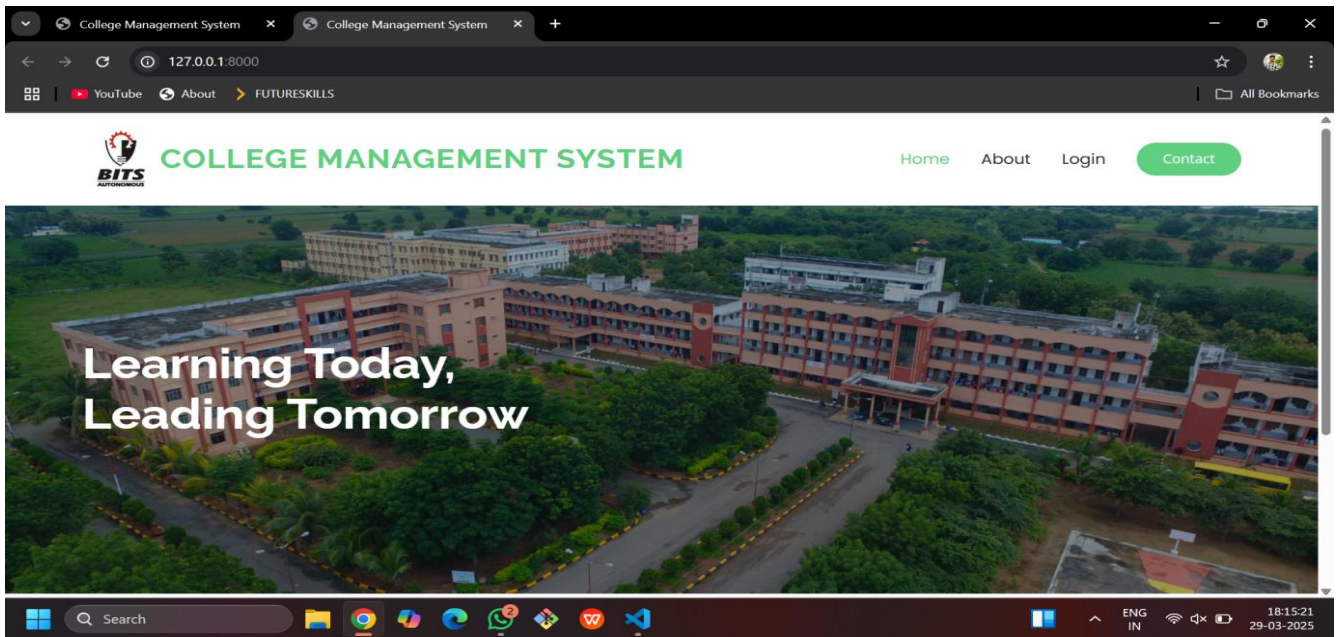 College Management System
College Management System
127.0.0.1:8000
YouTube
About
FUTURESKILLS
All Bookmarks
BITS
AUTONOMOUS
COLLEGE MANAGEMENT SYSTEM
Home
About
Login
Contact
Learning Today,
Leading Tomorrow
Search
2
W
ENG
IN
18:15:21
29-03-2025